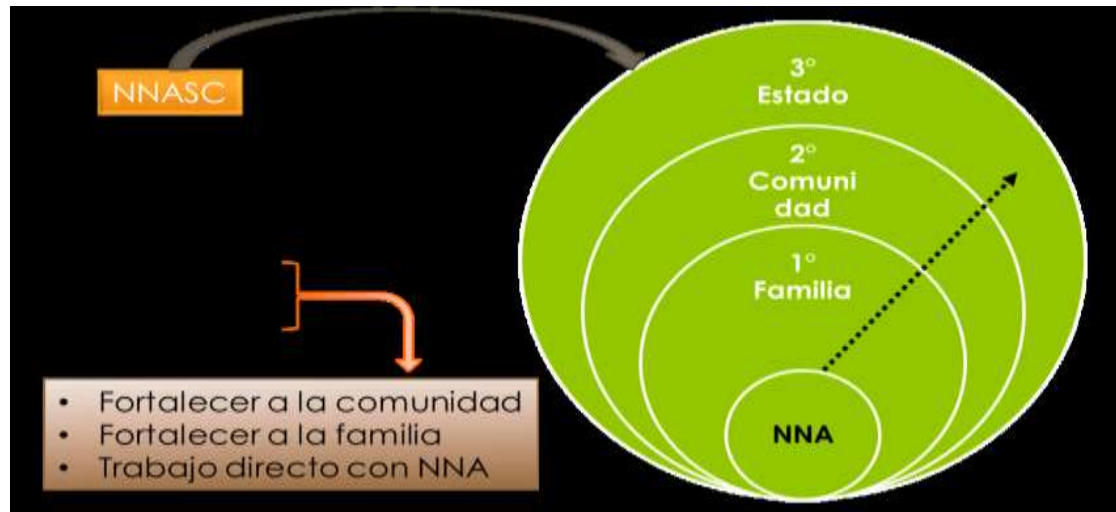 NNASC
3°
Estado
2°
Comuni
dad
1°
Familia
NNA
• Fortalecer a la comunidad
• Fortalecer a la familia
• Trabajo directo con NNA